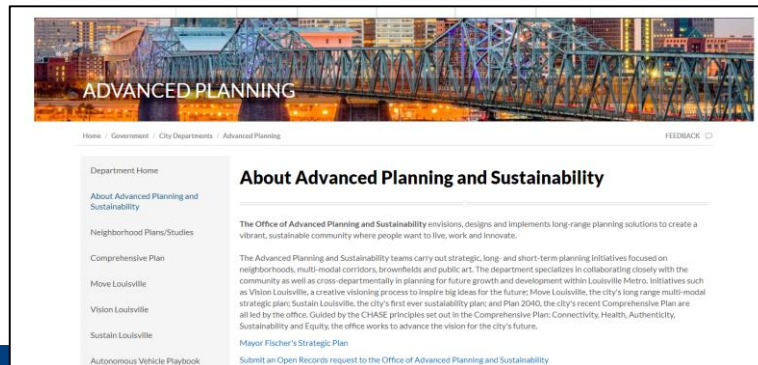 ADVANCED PLANNING
Home / Government / City Departments / Advanced Planning
FEEDBACK
Department Home
About Advanced Planning and
Sustainability
Neighborhood Plans/Studies
Comprehensive Plan
Move Louisville
Vision Louisville
Sustain Louisville
Autonomous Vehicle Playbook
About Advanced Planning and Sustainability
The Office of Advanced Planning and Sustainability envisions, designs and implements long-range planning solutions to create a
vibrant, sustainable community where people want to live, work and innovate.
The Advanced Planning and Sustainability teams carry out strategic, long- and short-term planning initiatives focused on
neighborhoods, multi-modal corridors, brownfields and public art. The department specializes in collaborating closely with the
community as well as cross-departmentally in planning for future growth and development within Louisville Metro. Initiatives such
as Vision Louisville, a creative visioning process to inspire big ideas for the future; Move Louisville, the city's long range multi-modal
strategic plan; Sustain Louisville, the city's first ever sustaialability plan; and Plan 2040, the city's recent Comprehensive Plan are
all led by the office. Guided by the CHASE principles set out in the Comprehensive Plan: Connectivity, Health, Authenticity,
Sustainability and Equity, the office works to advance the vision for the city's future.
Mayor Fischer's Strategic Plan
Submit an Open Records request to the Office of Advanced Planning and Sustainability